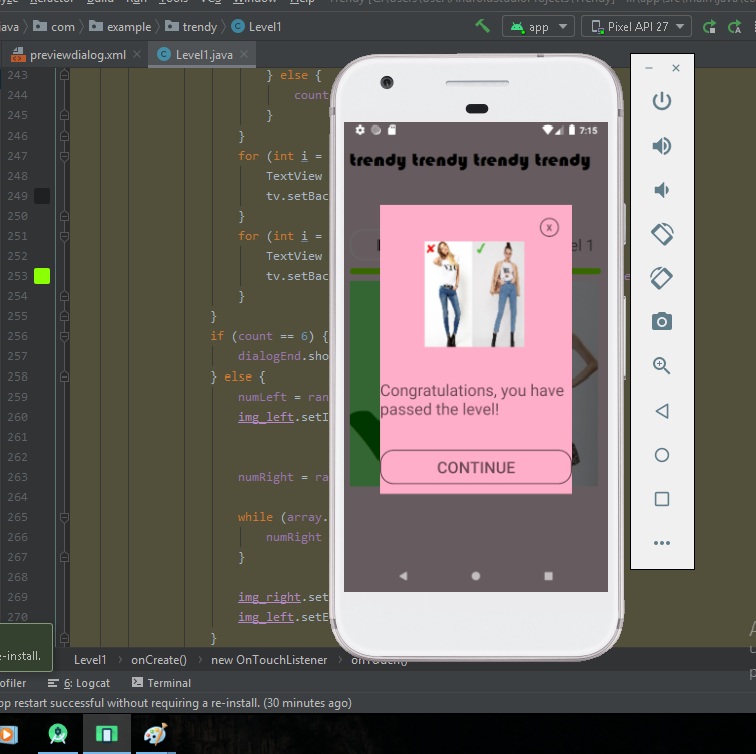 java > com > example > trendy > Level1
app
Pixel API 27
previewdialog.xml
Level1.java
243 } else {
244 count
245 }
246 }
247 for (int i =
248 TextView
249 tv.setBac
250 }
251 for (int i =
252 TextView
253 tv.setBac
254 }
255 }
256 if (count == 6) {
257 dialogEnd.sho
258 } else {
259 numLeft = ran
260 img_left.setI
261
262
263 numRight = ra
264
265 while (array.
266 numRight
267 }
268
269 img_right.set
270 img_left.setE
}
7:15
trendy trendy trendy trendy
x
el 1
Congratulations, you have
passed the level!
CONTINUE
e-install.
Level1 > onCreate() > new OnTouchListener > onTouch()
ofiler
6: Logcat
Terminal
op restart successful without requiring a re-install. (30 minutes ago)